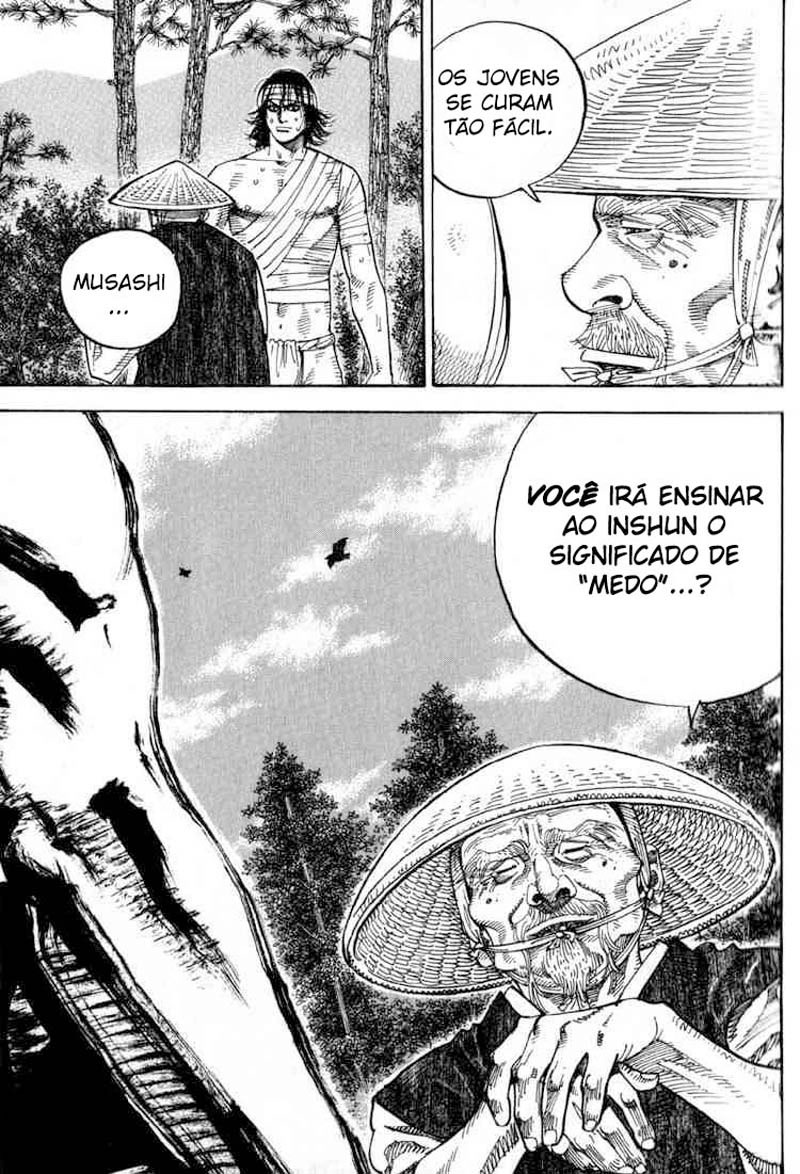 OS JOVENS
SE CURAM
TÃO FÁCIL.
MUSASHI
...
VOCÊ IRÁ ENSINAR
AO INSHUN O
SIGNIFICADO DE
"MEDO"...?